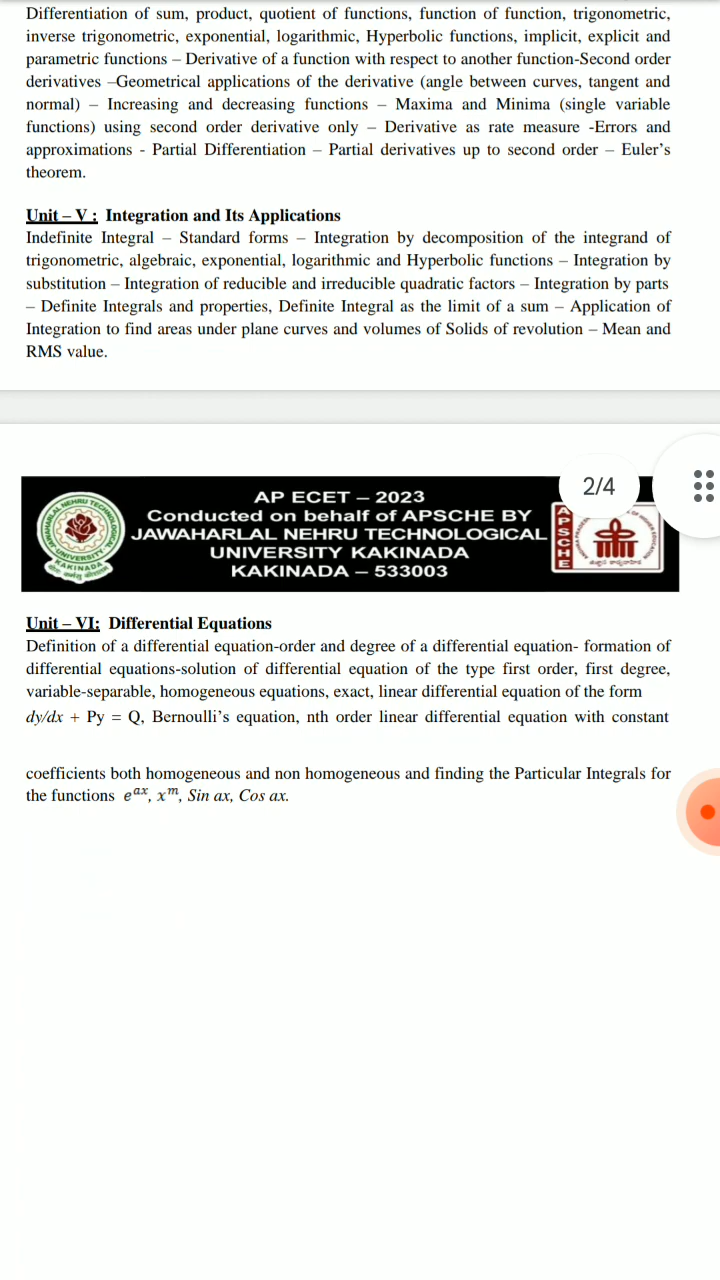 Differentiation of sum, product, quotient of functions, function of function, trigonometric,
inverse trigonometric, exponential, logarithmic, Hyperbolic functions, implicit, explicit and
parametric functions – Derivative of a function with respect to another function-Second order
derivatives –Geometrical applications of the derivative (angle between curves, tangent and
normal) – Increasing and decreasing functions – Maxima and Minima (single variable
functions) using second order derivative only – Derivative as rate measure -Errors and
approximations - Partial Differentiation – Partial derivatives up to second order – Euler’s
theorem.
Unit – V : Integration and Its Applications
Indefinite Integral – Standard forms – Integration by decomposition of the integrand of
trigonometric, algebraic, exponential, logarithmic and Hyperbolic functions – Integration by
substitution – Integration of reducible and irreducible quadratic factors – Integration by parts
– Definite Integrals and properties, Definite Integral as the limit of a sum – Application of
Integration to find areas under plane curves and volumes of Solids of revolution – Mean and
RMS value.
2/4
AP ECET – 2023
Conducted on behalf of APSCHE BY
JAWAHARLAL NEHRU TECHNOLOGICAL
UNIVERSITY KAKINADA
KAKINADA – 533003
APSCHE
Unit – VI: Differential Equations
Definition of a differential equation-order and degree of a differential equation- formation of
differential equations-solution of differential equation of the type first order, first degree,
variable-separable, homogeneous equations, exact, linear differential equation of the form
dy/dx + Py = Q, Bernoulli’s equation, nth order linear differential equation with constant
coefficients both homogeneous and non homogeneous and finding the Particular Integrals for
the functions e^{ax}, x^m, Sin ax, Cos ax.